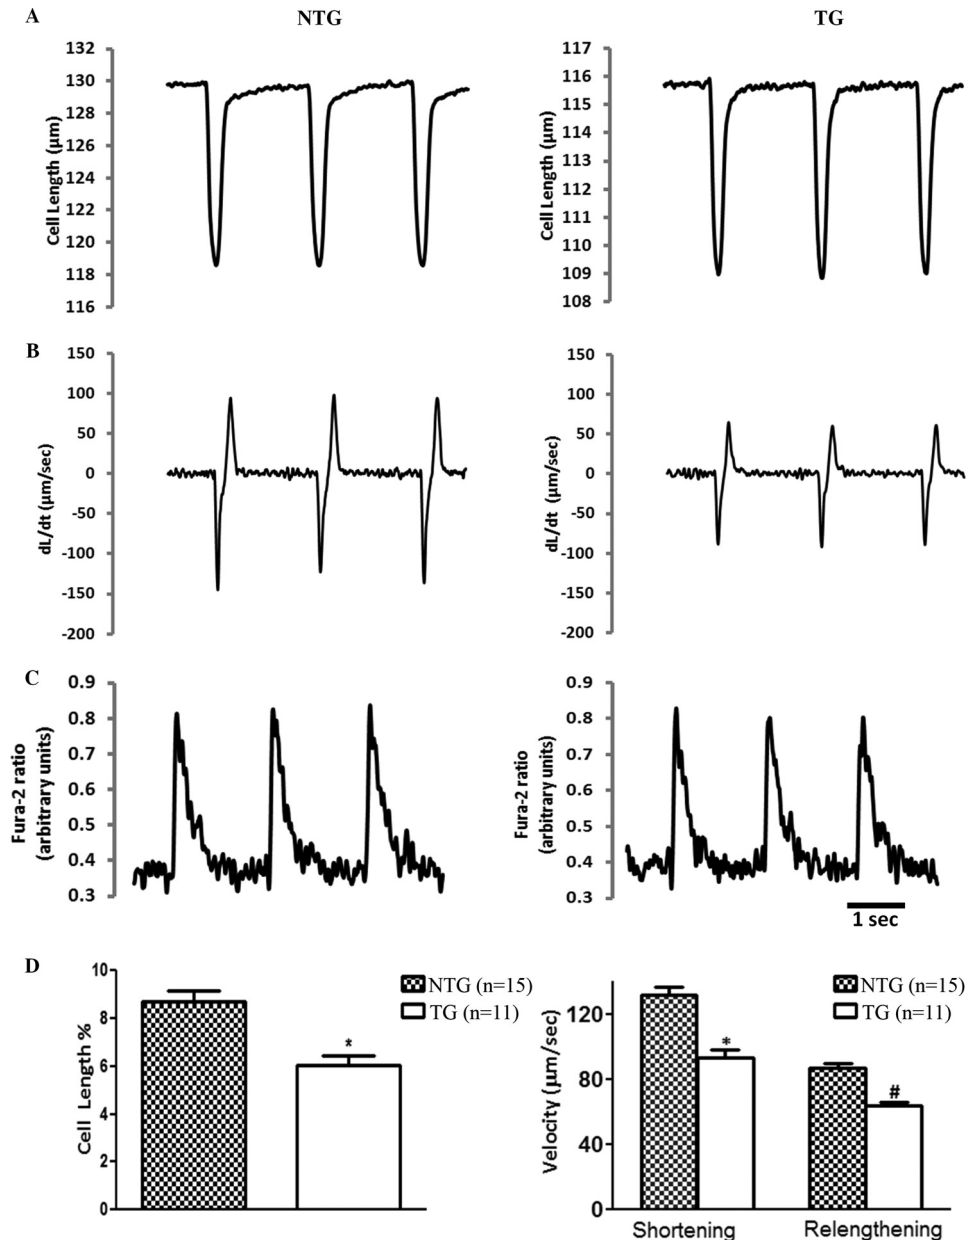 A
NTG
TG
132
130
128
126
124
122
120
118
116
Cell Length (µm)
117
116
115
114
113
112
111
110
109
108
Cell Length (µm)
B
150
100
50
0
-50
-100
-150
-200
dL/dt (µm/sec)
150
100
50
0
-50
-100
-150
-200
dL/dt (µm/sec)
C
0.9
0.8
0.7
0.6
0.5
0.4
0.3
Fura-2 ratio
(arbitrary units)
0.9
0.8
0.7
0.6
0.5
0.4
0.3
Fura-2 ratio
(arbitrary units)
1 sec
D
10
8
6
4
2
0
Cell Length %
*
NTG (n=15)
TG (n=11)
120
80
40
0
Velocity (µm/sec)
*
#
NTG (n=15)
TG (n=11)
Shortening
Relengthening